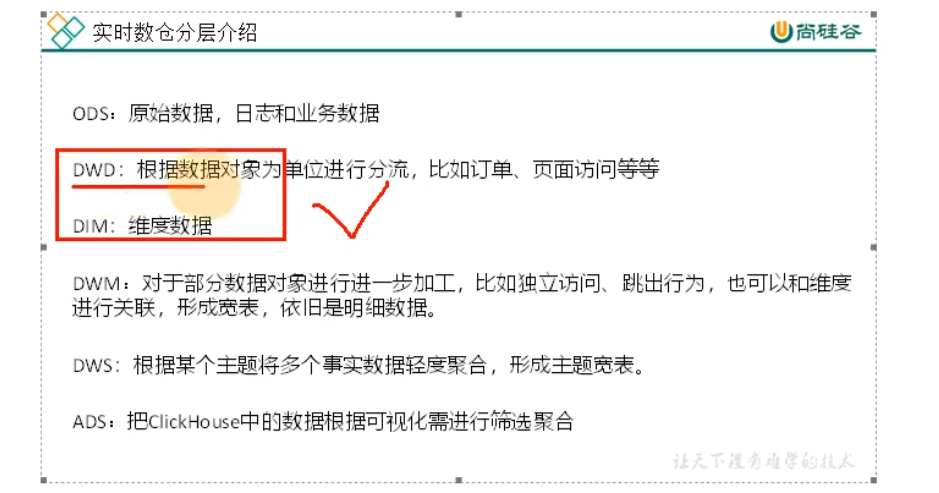 实时数仓分层介绍
尚硅谷
ODS：原始数据，日志和业务数据
DWD：根据数据对象为单位进行分流，比如订单、页面访问等等
DIM：维度数据
DWM：对于部分数据对象进行进一步加工，比如独立访问、跳出行为，也可以和维度
进行关联，形成宽表，依旧是明细数据。
DWS：根据某个主题将多个事实数据轻度聚合，形成主题宽表。
ADS：把ClickHouse中的数据根据可视化需进行筛选聚合
让天下没有难学的技术